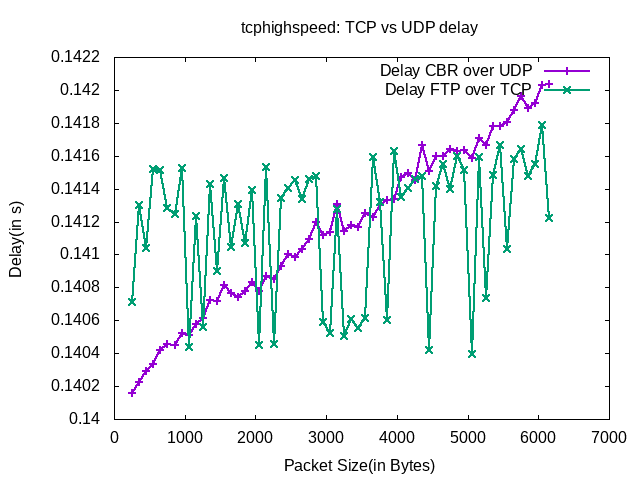 tcphighspeed: TCP vs UDP delay
0.1422
0.142
0.1418
0.1416
0.1414
0.1412
0.141
0.1408
0.1406
0.1404
0.1402
0.14
Delay(in s)
Delay CBR over UDP
Delay FTP over TCP
0 1000 2000 3000 4000 5000 6000 7000
Packet Size(in Bytes)